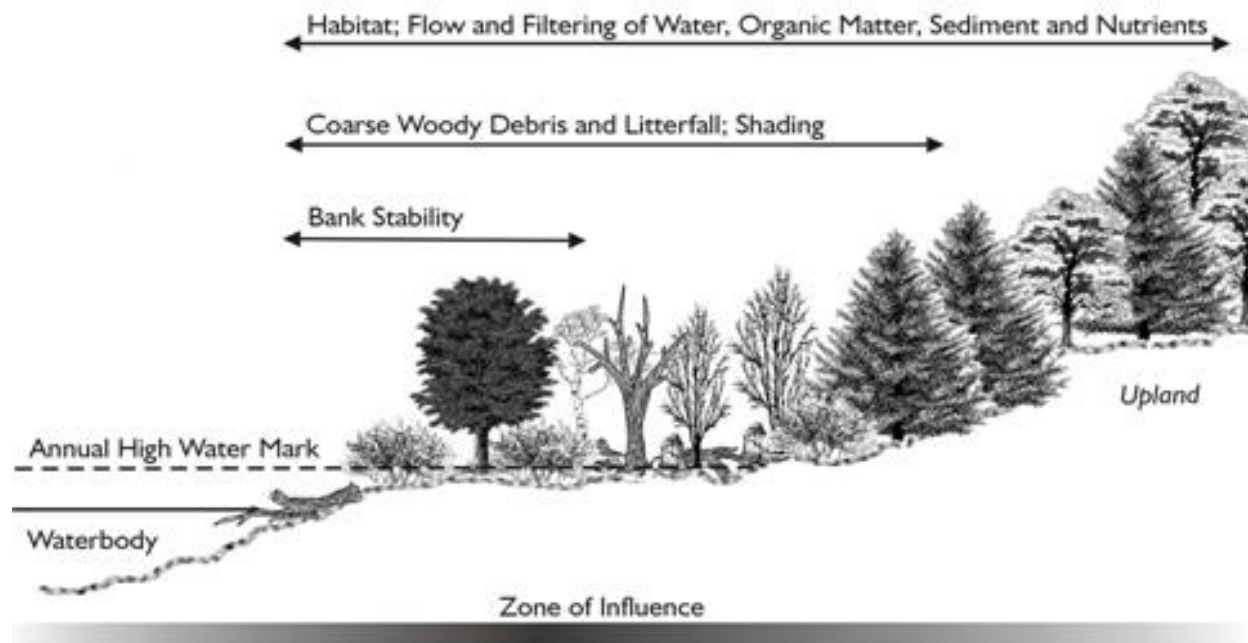 Habitat; Flow and Filtering of Water, Organic Matter, Sediment and Nutrients
Coarse Woody Debris and Litterfall; Shading
Bank Stability
Upland
Annual High Water Mark
Waterbody
Zone of Influence